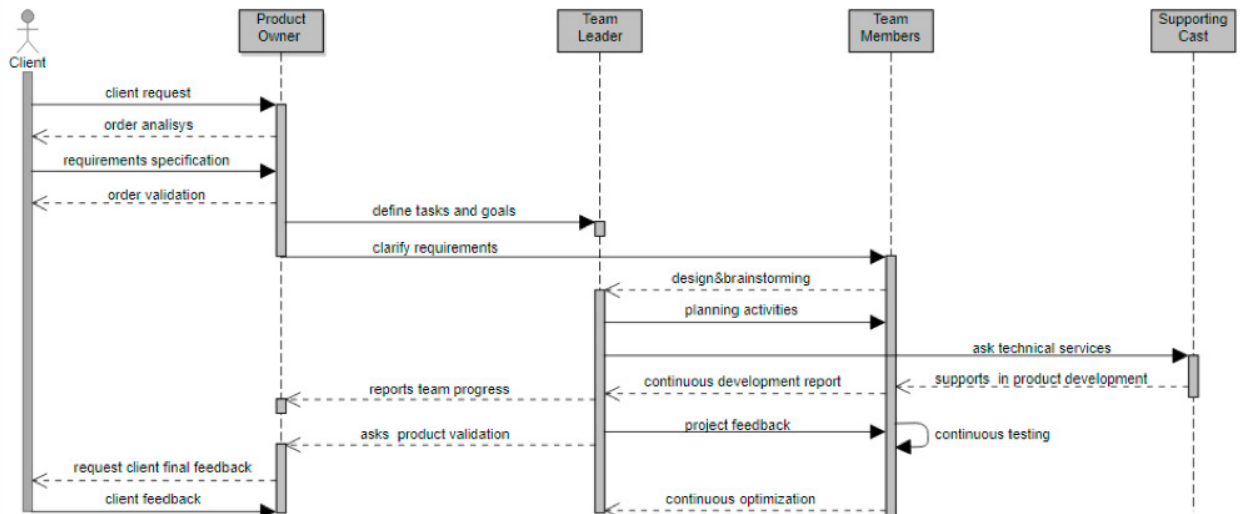 Product
Owner
Team
Leader
Team
Members
Supporting
Cast
Client
client request
order analisys
requirements specification
order validation
define tasks and goals
clarify requirements
design&brainstorming
planning activities
ask technical services
supports in product development
continuous development report
reports team progress
project feedback
continuous testing
asks product validation
request client final feedback
client feedback
continuous optimization